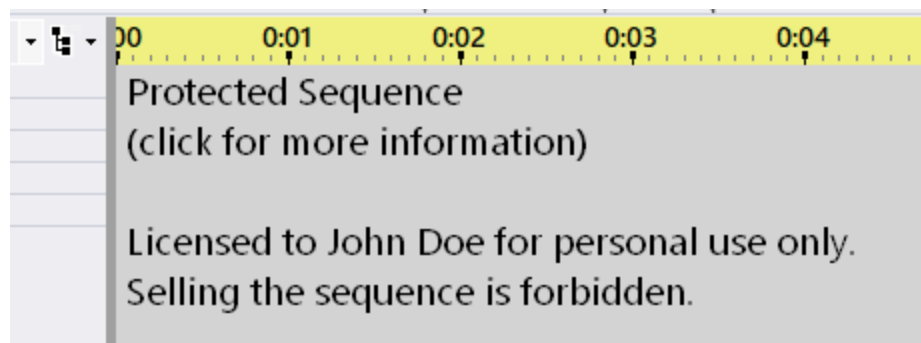 00 0:01 0:02 0:03 0:04
Protected Sequence
(click for more information)
Licensed to John Doe for personal use only.
Selling the sequence is forbidden.